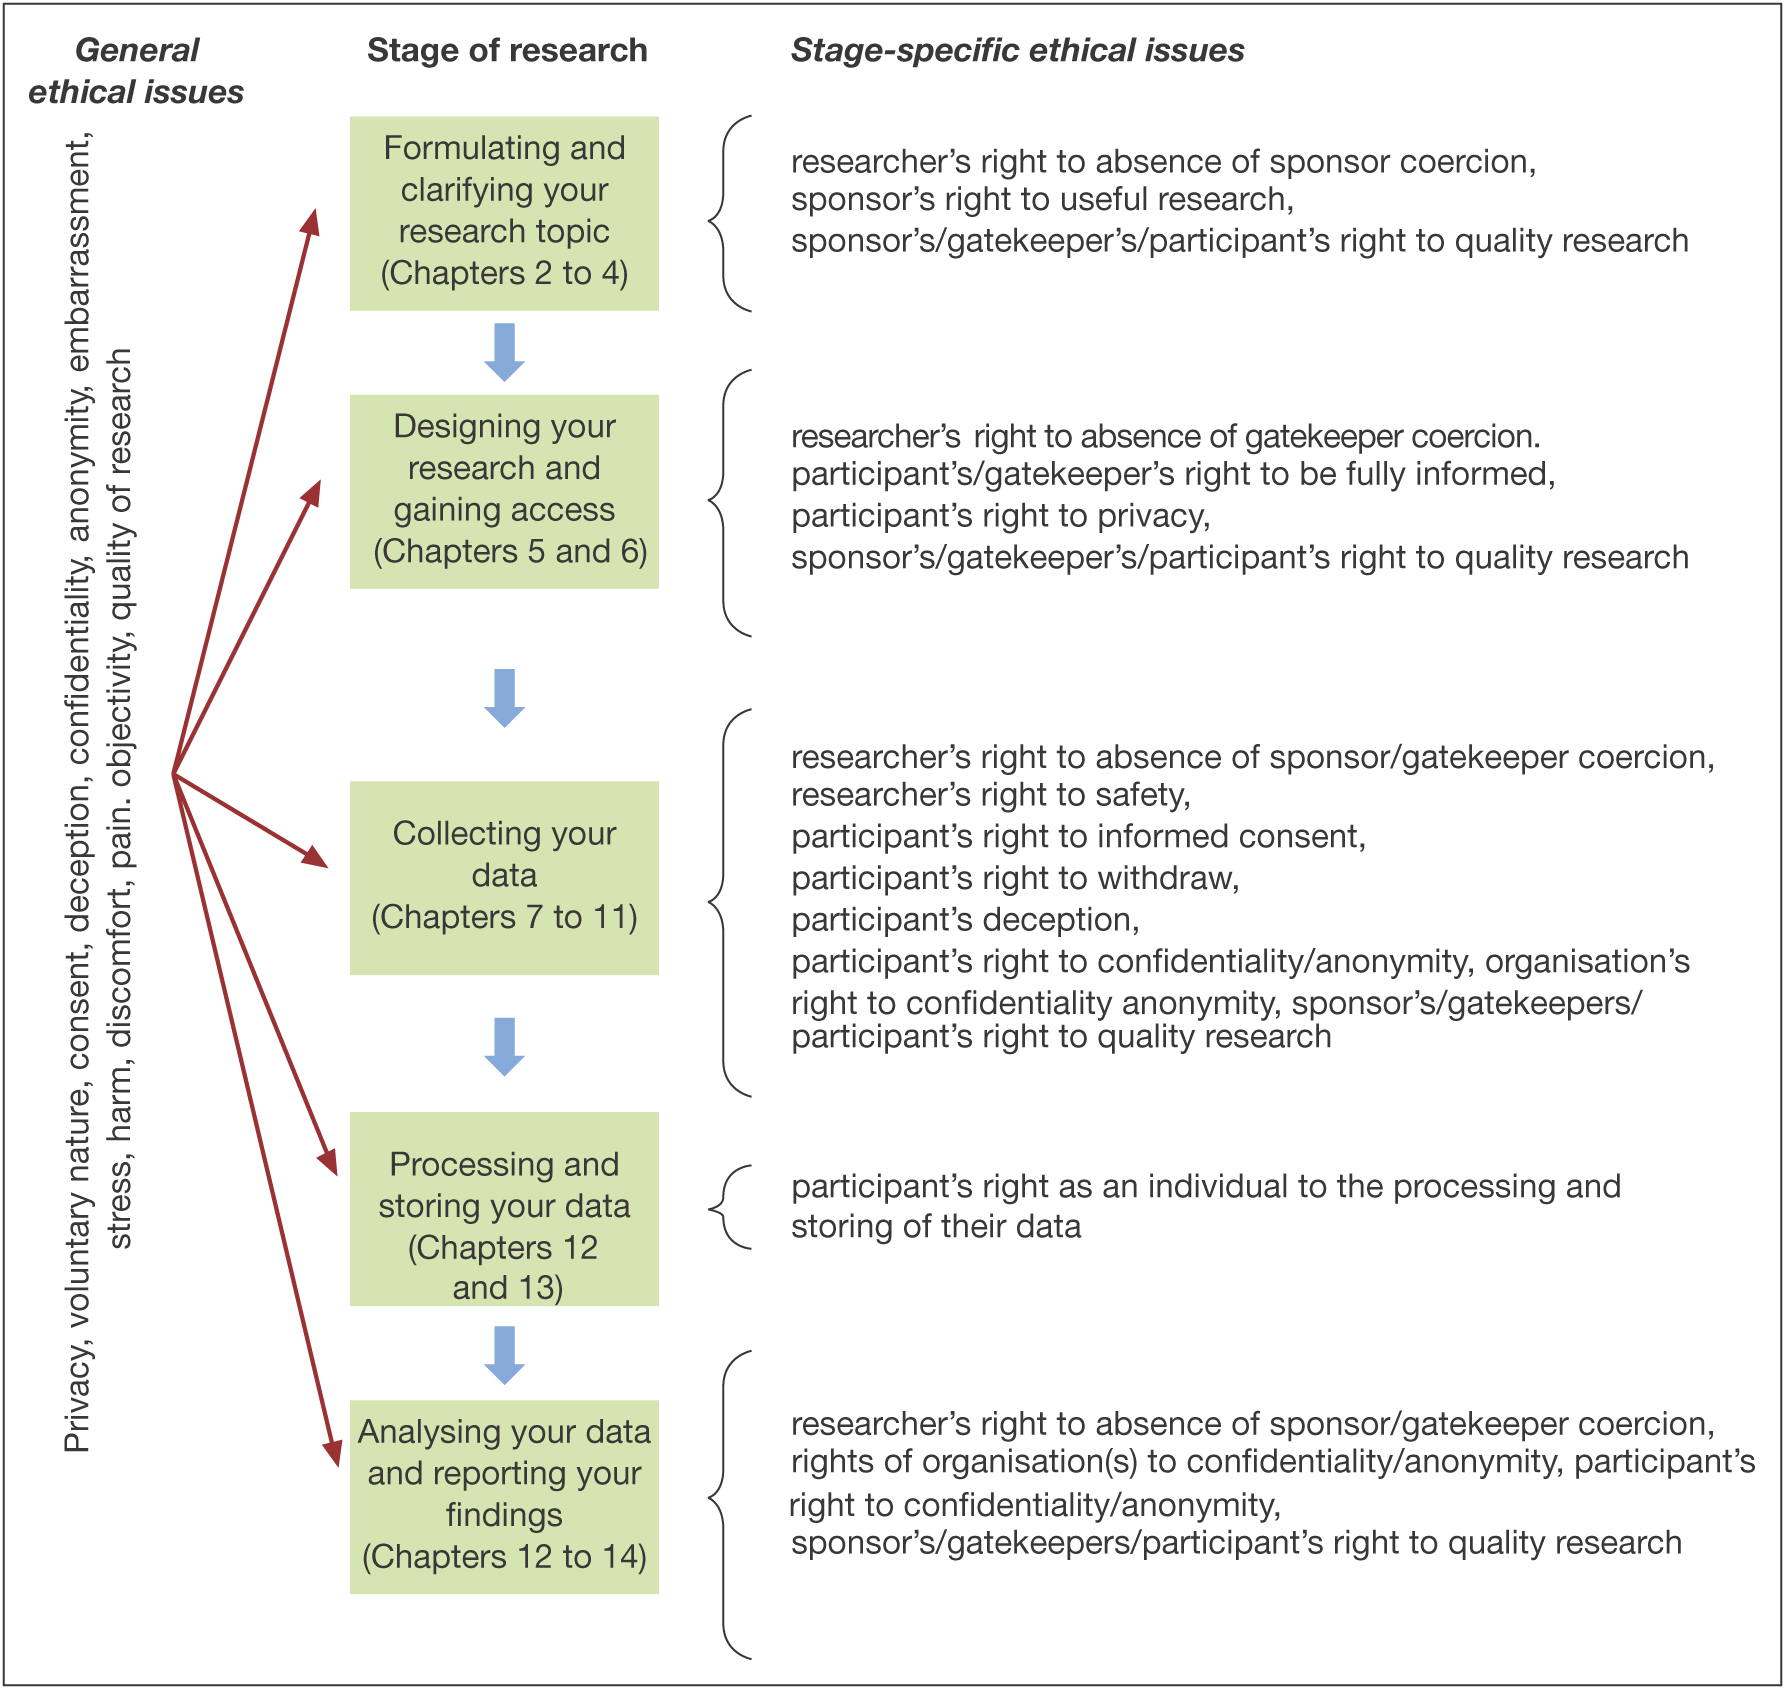 General
ethical issues
Stage of research
Stage-specific ethical issues
Privacy, voluntary nature, consent, deception, confidentiality, anonymity, embarrassment,
stress, harm, discomfort, pain. objectivity, quality of research
Formulating and
clarifying your
research topic
(Chapters 2 to 4)
researcher’s right to absence of sponsor coercion,
sponsor’s right to useful research,
sponsor’s/gatekeeper’s/participant’s right to quality research
Designing your
research and
gaining access
(Chapters 5 and 6)
researcher’s right to absence of gatekeeper coercion.
participant’s/gatekeeper’s right to be fully informed,
participant’s right to privacy,
sponsor’s/gatekeeper’s/participant’s right to quality research
Collecting your
data
(Chapters 7 to 11)
researcher’s right to absence of sponsor/gatekeeper coercion,
researcher’s right to safety,
participant’s right to informed consent,
participant’s right to withdraw,
participant’s deception,
participant’s right to confidentiality/anonymity, organisation’s
right to confidentiality anonymity, sponsor’s/gatekeepers/
participant’s right to quality research
Processing and
storing your data
(Chapters 12
and 13)
participant’s right as an individual to the processing and
storing of their data
Analysing your data
and reporting your
findings
(Chapters 12 to 14)
researcher’s right to absence of sponsor/gatekeeper coercion,
rights of organisation(s) to confidentiality/anonymity, participant’s
right to confidentiality/anonymity,
sponsor’s/gatekeepers/participant’s right to quality research